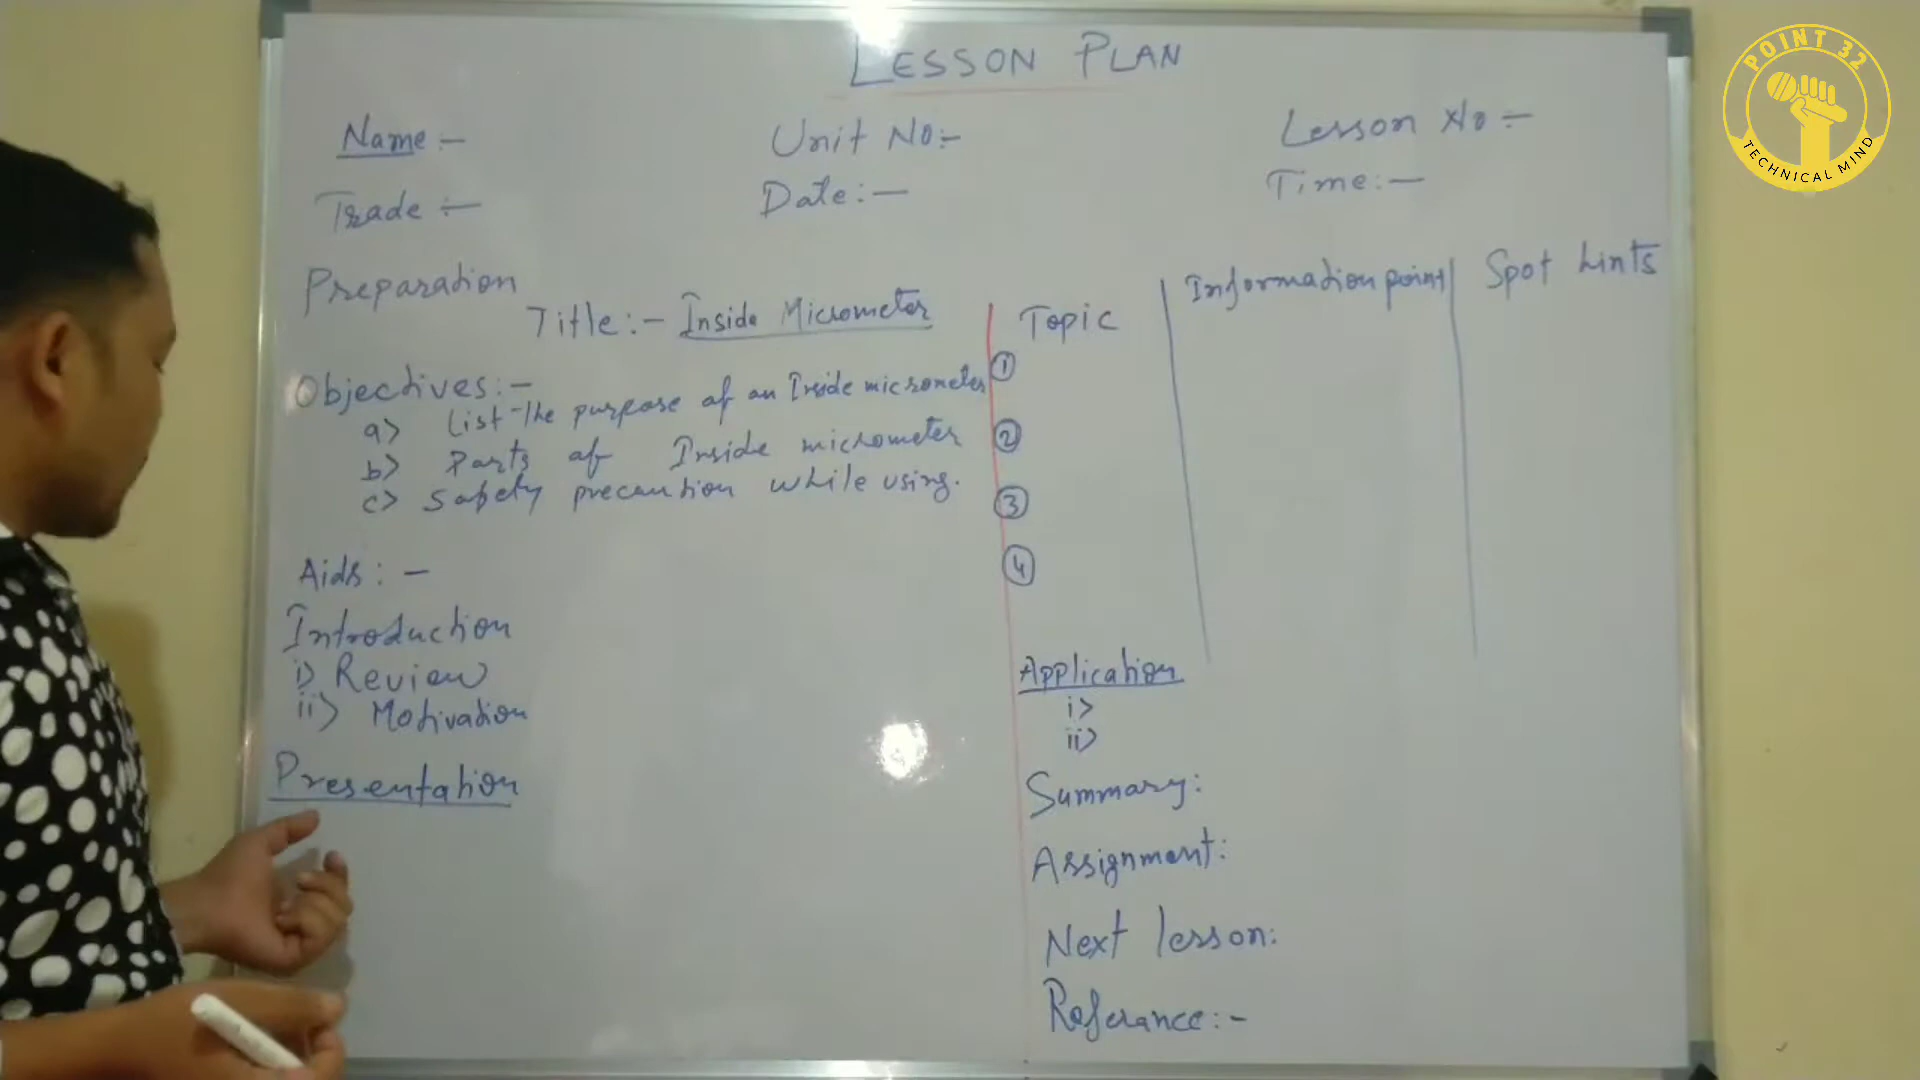 LESSON PLAN
Name :-
Unit No:-
Lesson No :-
Trade :-
Date :-
Time :-
Preparation
Title :- Inside Micrometer
Objectives :-
a> List the purpose of an Inside micrometer
b> Parts of Inside micrometer
c> Safety precaution while using.
Aids : -
Introduction
i) Review
ii> Motivation
Presentation
Topic
Information point
Spot hints
1
2
3
4
Application
i>
ii>
Summary:
Assignment:
Next lesson:
Referance :-
POINT 32
TECHNICAL MIND